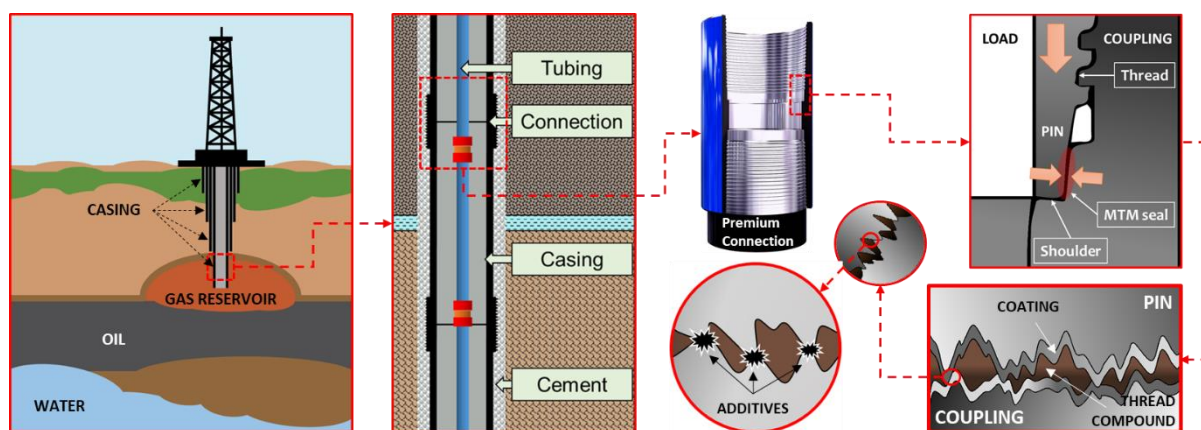 CASING
GAS RESERVOIR
OIL
WATER
Tubing
Connection
Casing
Cement
Premium
Connection
ADDITIVES
LOAD
COUPLING
Thread
PIN
MTM seal
Shoulder
PIN
COATING
THREAD
COMPOUND
COUPLING